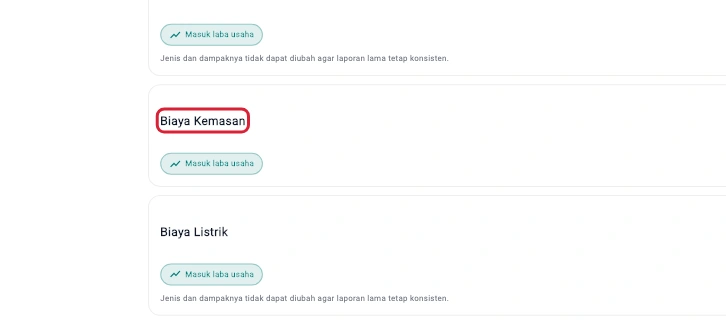 Masuk laba usaha
Jenis dan dampaknya tidak dapat diubah agar laporan lama tetap konsisten.
Biaya Kemasan
Masuk laba usaha
Biaya Listrik
Masuk laba usaha
Jenis dan dampaknya tidak dapat diubah agar laporan lama tetap konsisten.